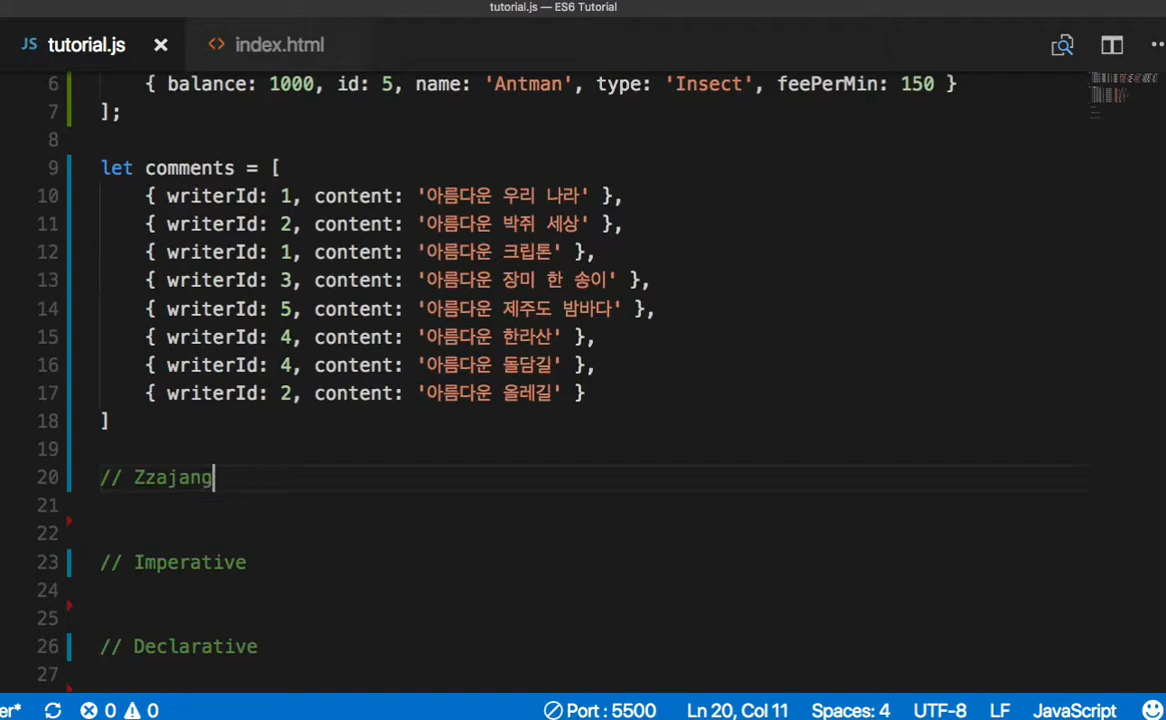 tutorial.js — ES6 Tutorial
JS tutorial.js × <> index.html
6 { balance: 1000, id: 5, name: 'Antman', type: 'Insect', feePerMin: 150 }
7 ];
8
9 let comments = [
10 { writerId: 1, content: '아름다운 우리 나라' },
11 { writerId: 2, content: '아름다운 박쥐 세상' },
12 { writerId: 1, content: '아름다운 크립톤' },
13 { writerId: 3, content: '아름다운 장미 한 송이' },
14 { writerId: 5, content: '아름다운 제주도 밤바다' },
15 { writerId: 4, content: '아름다운 한라산' },
16 { writerId: 4, content: '아름다운 돌담길' },
17 { writerId: 2, content: '아름다운 올레길' }
18 ]
19
20 // Zzajang
21
22
23 // Imperative
24
25
26 // Declarative
27
er* 0 0 Port : 5500 Ln 20, Col 11 Spaces: 4 UTF-8 LF JavaScript